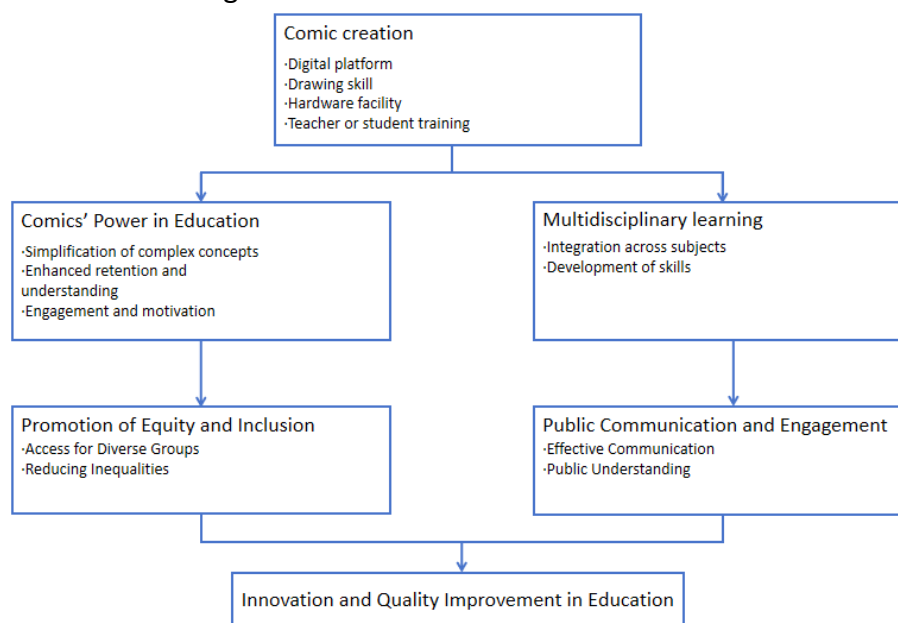 Comic creation
·Digital platform
·Drawing skill
·Hardware facility
·Teacher or student training
Comics’ Power in Education
·Simplification of complex concepts
·Enhanced retention and
understanding
·Engagement and motivation
Multidisciplinary learning
·Integration across subjects
·Development of skills
Promotion of Equity and Inclusion
·Access for Diverse Groups
·Reducing Inequalities
Public Communication and Engagement
·Effective Communication
·Public Understanding
Innovation and Quality Improvement in Education